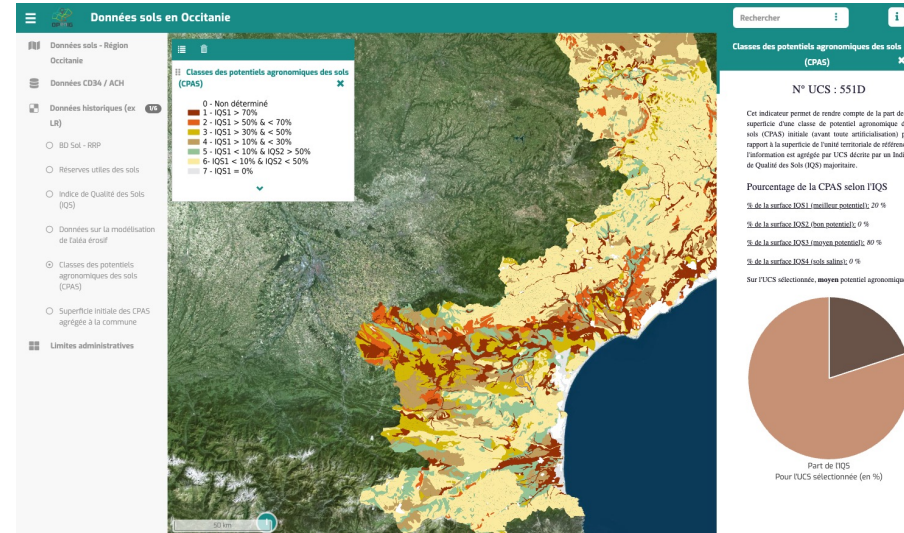 Données sols en Occitanie
Rechercher
i
Données sols - Région
Occitanie
Données CD34 / ACH
Données historiques (ex 1/6
LR)
BD Sol - RRP
Réserves utiles des sols
Indice de Qualité des Sols
(IQS)
Données sur la modélisation
de l'aléa érosif
Classes des potentiels
agronomiques des sols
(CPAS)
Superficie initiale des CPAS
agrégée à la commune
Limites administratives
Classes des potentiels agronomiques des sols
(CPAS)
0 - Non déterminé
1 - IQS1 > 70%
2 - IQS1 > 50% & < 70%
3 - IQS1 > 30% & < 50%
4 - IQS1 > 10% & < 30%
5 - IQS1 < 10% & IQS2 > 50%
6- IQS1 < 10% & IQS2 < 50%
7 - IQS1 = 0%
50 km
Classes des potentiels agronomiques des sols
(CPAS)
N° UCS : 551D
Cet indicateur permet de rendre compte de la part de
superficie d'une classe de potentiel agronomique d
sols (CPAS) initiale (avant toute artificialisation) p
rapport à la superficie de l'unité territoriale de référen
l'information est agrégée par UCS décrite par un Indi
de Qualité des Sols (IQS) majoritaire.
Pourcentage de la CPAS selon l'IQS
% de la surface IQS1 (meilleur potentiel): 20 %
% de la surface IQS2 (bon potentiel): 0 %
% de la surface IQS3 (moyen potentiel): 80 %
% de la surface IQS4 (sols salins): 0 %
Sur l'UCS sélectionnée, moyen potentiel agronomique
Part de l'IQS
Pour l'UCS sélectionnée (en %)